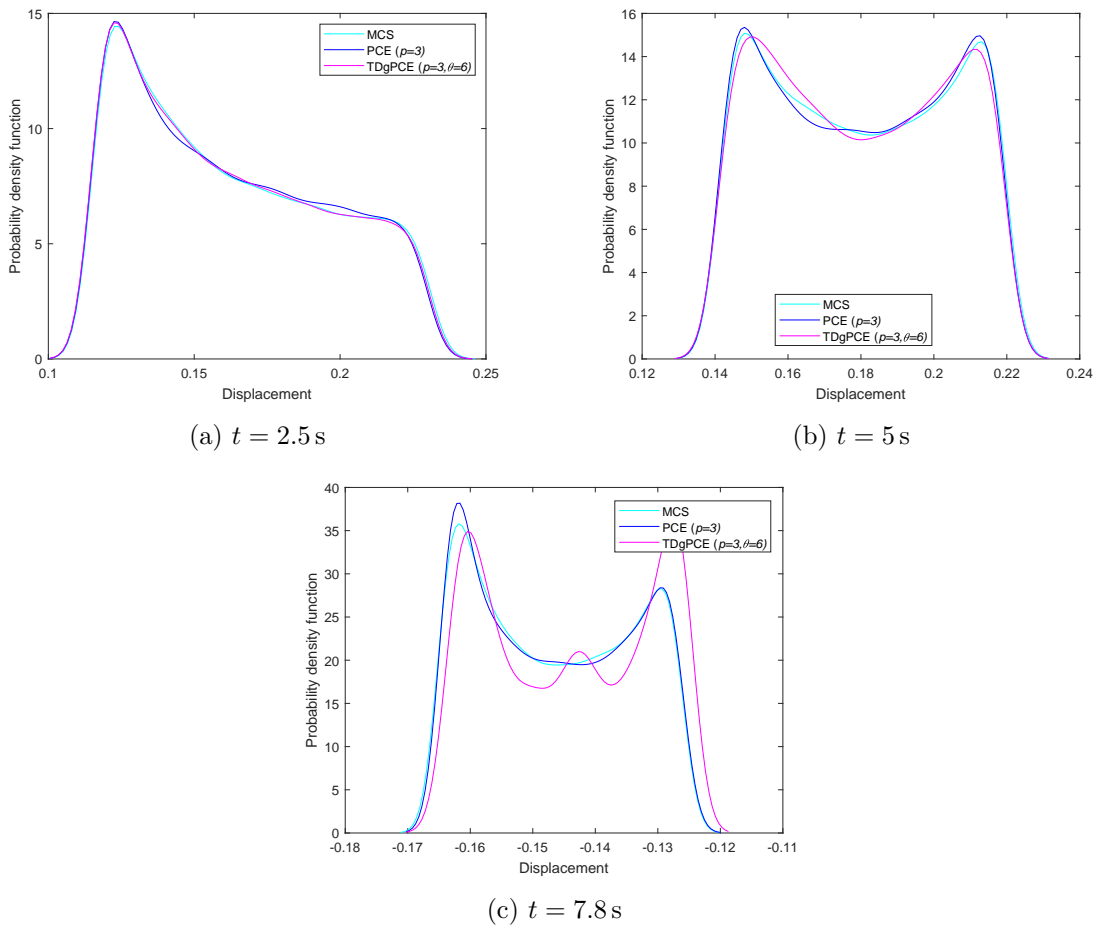 MCS
PCE (p=3)
TDgPCE (p=3,θ=6)
15
10
5
0
0.1
0.15
0.2
0.25
Probability density function
Displacement
(a) t = 2.5 s
16
14
12
10
8
6
4
2
0
0.12
0.14
0.16
0.18
0.2
0.22
0.24
Probability density function
MCS
PCE (p=3)
TDgPCE (p=3,θ=6)
Displacement
(b) t = 5 s
40
35
30
25
20
15
10
5
0
-0.18
-0.17
-0.16
-0.15
-0.14
-0.13
-0.12
-0.11
Probability density function
MCS
PCE (p=3)
TDgPCE (p=3,θ=6)
Displacement
(c) t = 7.8 s